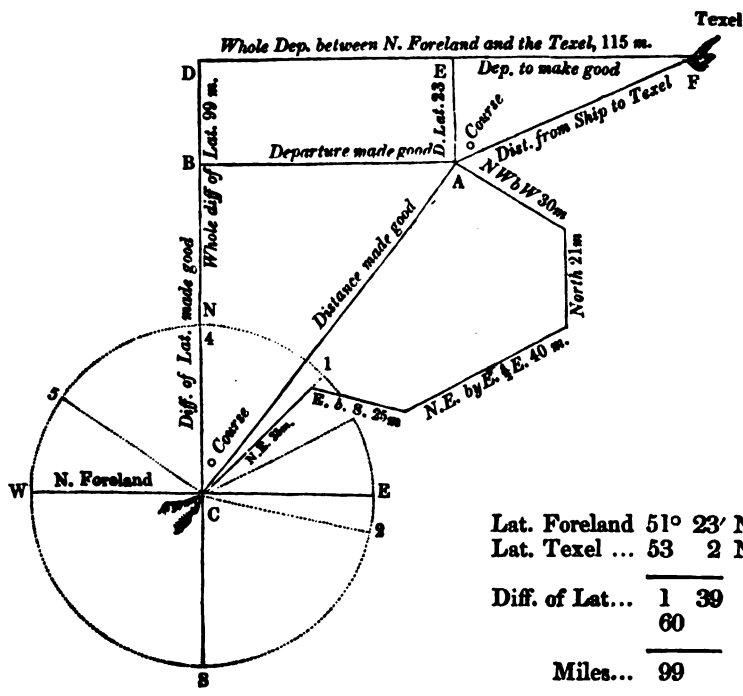 Texel
Whole Dep. between N. Foreland and the Texel, 115 m.
D
E
Dep. to make good
F
Whole diff of Lat. 99 m.
D. Lat. 23
Course
Dist. from Ship to Texel
B
Departure made good
A
N W b W 30m
North 21m
Distance made good
Diff. of Lat. made good
N
4
1
5
E. b. S. 25m
N.E. by E. ½ E. 40 m.
Course
N.E.
W
N. Foreland
E
C
2
S
Lat. Foreland 51° 23′ N
Lat. Texel ... 53 2 N
Diff. of Lat... 1 39
60
Miles... 99